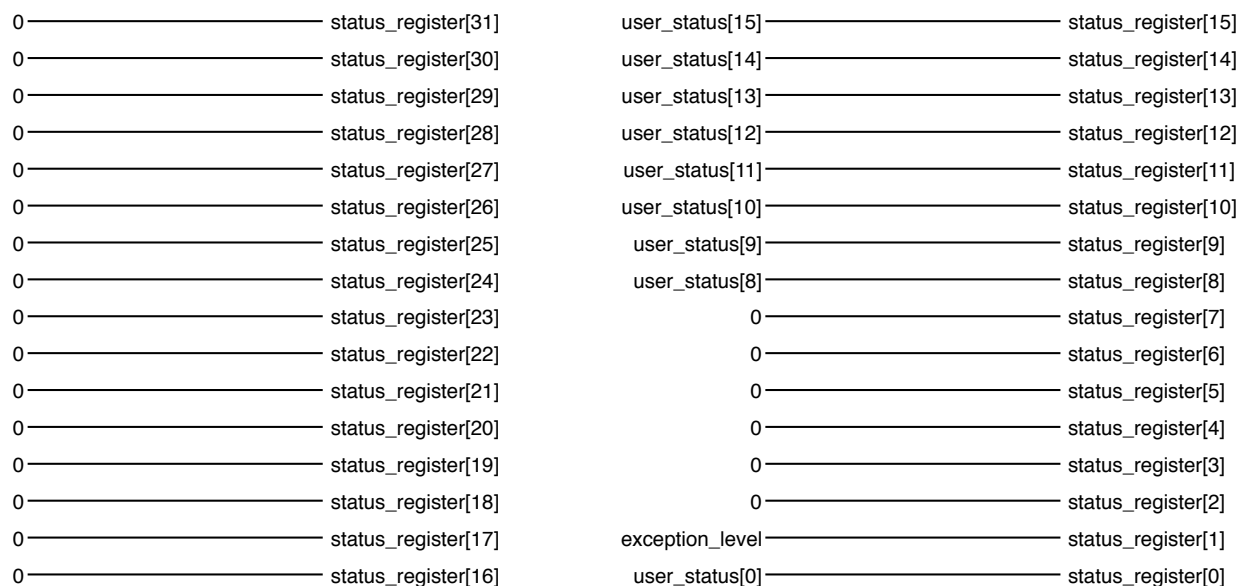 0 status_register[31] user_status[15] status_register[15]
0 status_register[30] user_status[14] status_register[14]
0 status_register[29] user_status[13] status_register[13]
0 status_register[28] user_status[12] status_register[12]
0 status_register[27] user_status[11] status_register[11]
0 status_register[26] user_status[10] status_register[10]
0 status_register[25] user_status[9] status_register[9]
0 status_register[24] user_status[8] status_register[8]
0 status_register[23] 0 status_register[7]
0 status_register[22] 0 status_register[6]
0 status_register[21] 0 status_register[5]
0 status_register[20] 0 status_register[4]
0 status_register[19] 0 status_register[3]
0 status_register[18] 0 status_register[2]
0 status_register[17] exception_level status_register[1]
0 status_register[16] user_status[0] status_register[0]